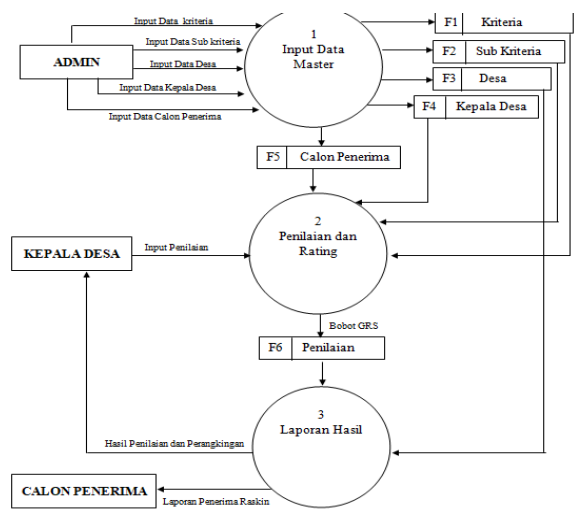 Input Data kriteria
F1 Kriteria
1
Input Data
Master
Input Data Sub kriteria
F2 Sub Kriteria
ADMIN
Input Data Desa
F3 Desa
Input Data Kepala Desa
F4 Kepala Desa
Input Data Calon Penerima
F5 Calon Penerima
2
Penilaian dan
Rating
KEPALA DESA
Input Penilaian
Bobot GRS
F6 Penilaian
3
Laporan Hasil
Hasil Penilaian dan Perangkingan
CALON PENERIMA
Laporan Penerima Raskin